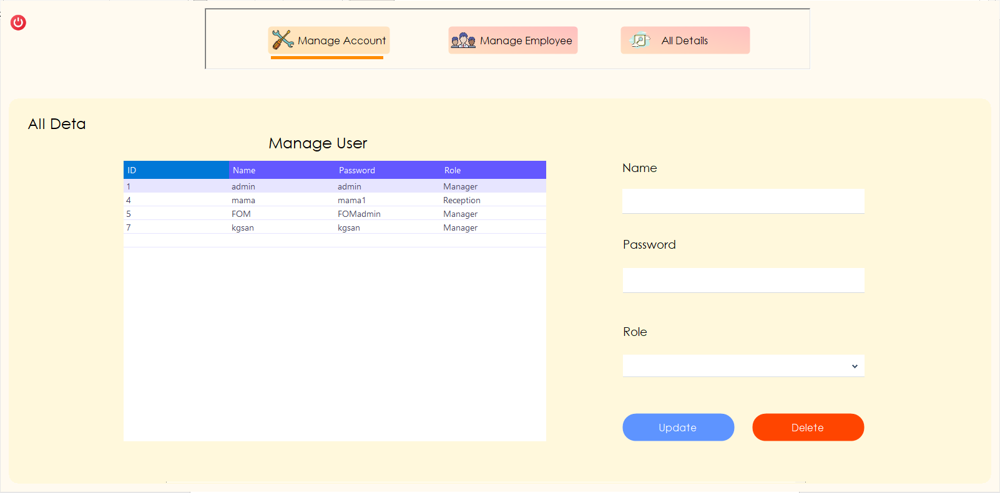 Manage Account Manage Employee All Details
All Deta
Manage User
ID Name Password Role
1 admin admin Manager
4 mama mama1 Reception
5 FOM FOMadmin Manager
7 kgsan kgsan Manager
Name
Password
Role
Update Delete